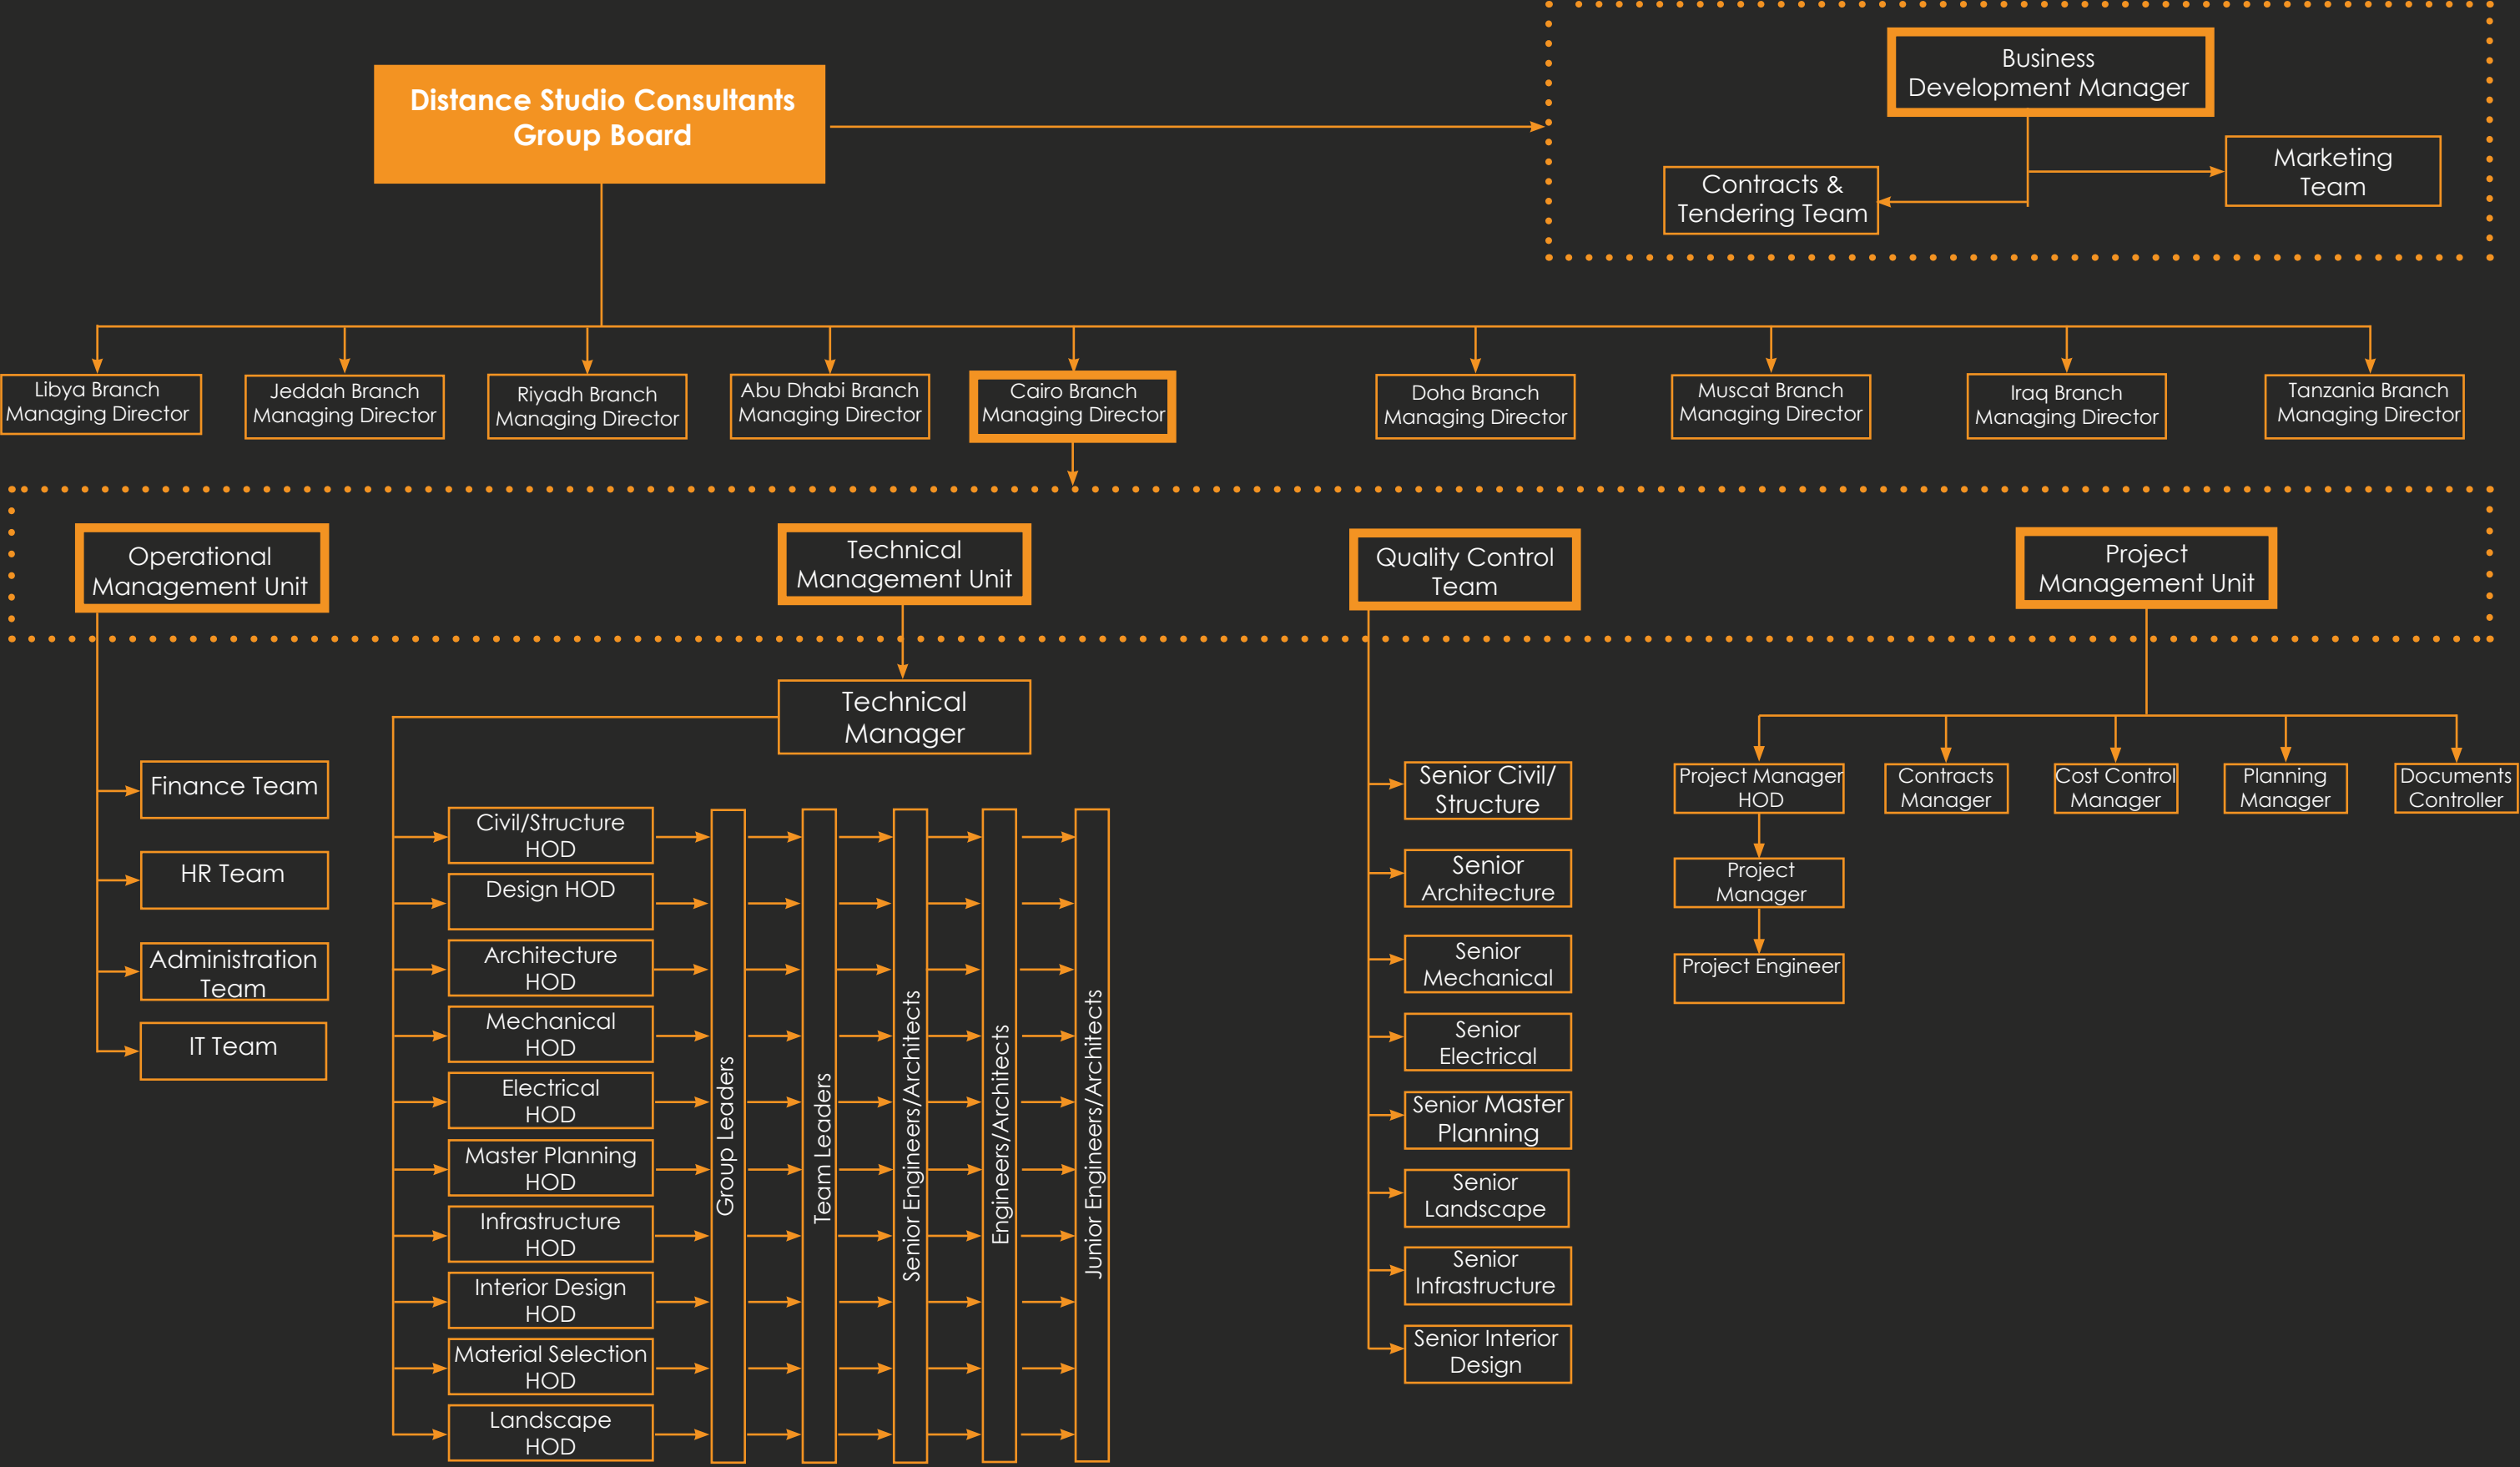 Distance Studio Consultants
Group Board
Business
Development Manager
Marketing
Team
Contracts &
Tendering Team
Libya Branch
Managing Director
Jeddah Branch
Managing Director
Riyadh Branch
Managing Director
Abu Dhabi Branch
Managing Director
Cairo Branch
Managing Director
Doha Branch
Managing Director
Muscat Branch
Managing Director
Iraq Branch
Managing Director
Tanzania Branch
Managing Director
Operational
Management Unit
Technical
Management Unit
Quality Control
Team
Project
Management Unit
Finance Team
HR Team
Administration
Team
IT Team
Technical
Manager
Civil/Structure
HOD
Design HOD
Architecture
HOD
Mechanical
HOD
Electrical
HOD
Master Planning
HOD
Infrastructure
HOD
Interior Design
HOD
Material Selection
HOD
Landscape
HOD
Group Leaders
Team Leaders
Senior Engineers/Architects
Engineers/Architects
Junior Engineers/Architects
Senior Civil/
Structure
Senior
Architecture
Senior
Mechanical
Senior
Electrical
Senior Master
Planning
Senior
Landscape
Senior
Infrastructure
Senior Interior
Design
Project Manager
HOD
Project
Manager
Project Engineer
Contracts
Manager
Cost Control
Manager
Planning
Manager
Documents
Controller